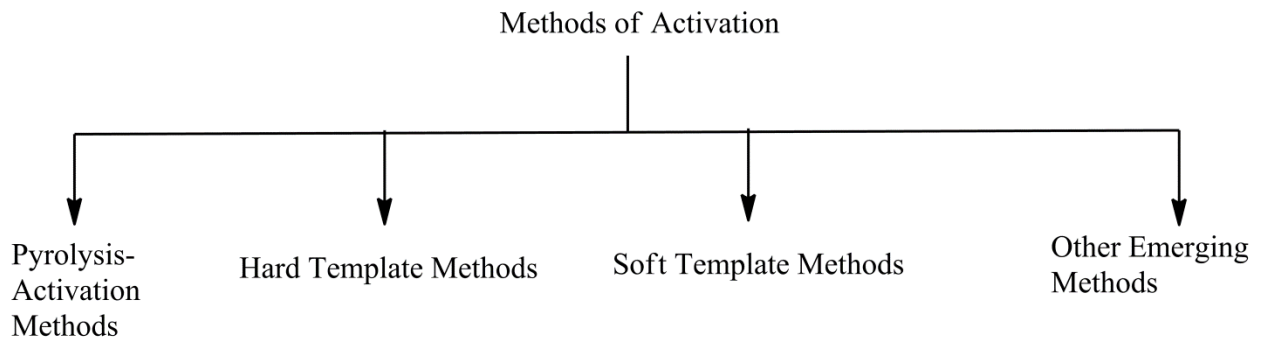 Methods of Activation
Pyrolysis-
Activation
Methods
Hard Template Methods
Soft Template Methods
Other Emerging
Methods